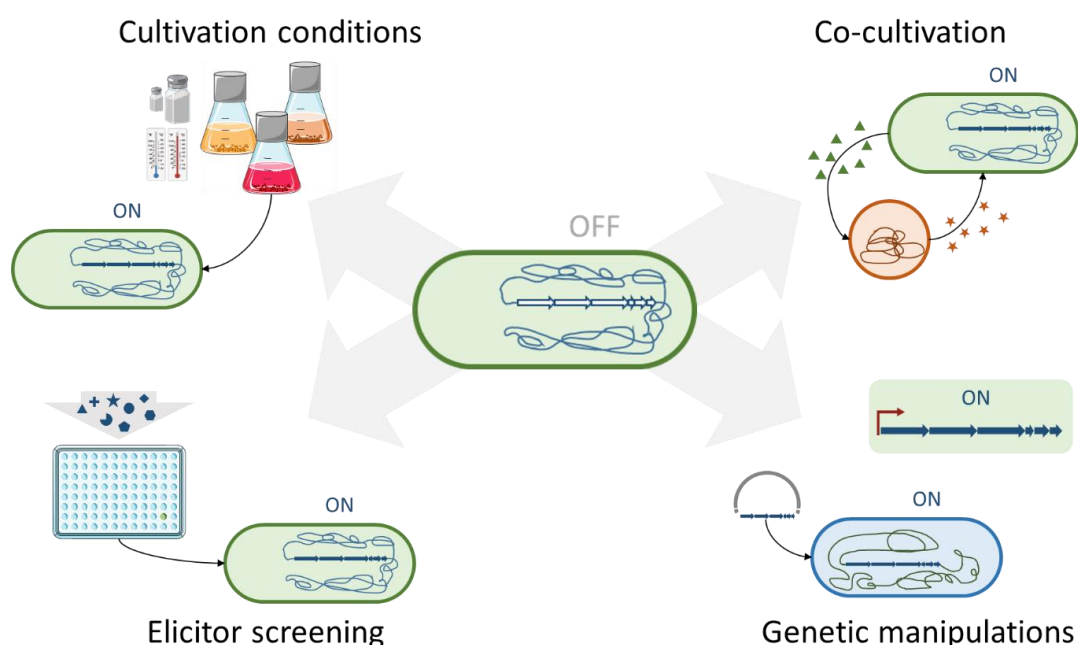 Cultivation conditions
Co-cultivation
ON
ON
OFF
ON
ON
ON
Elicitor screening
Genetic manipulations